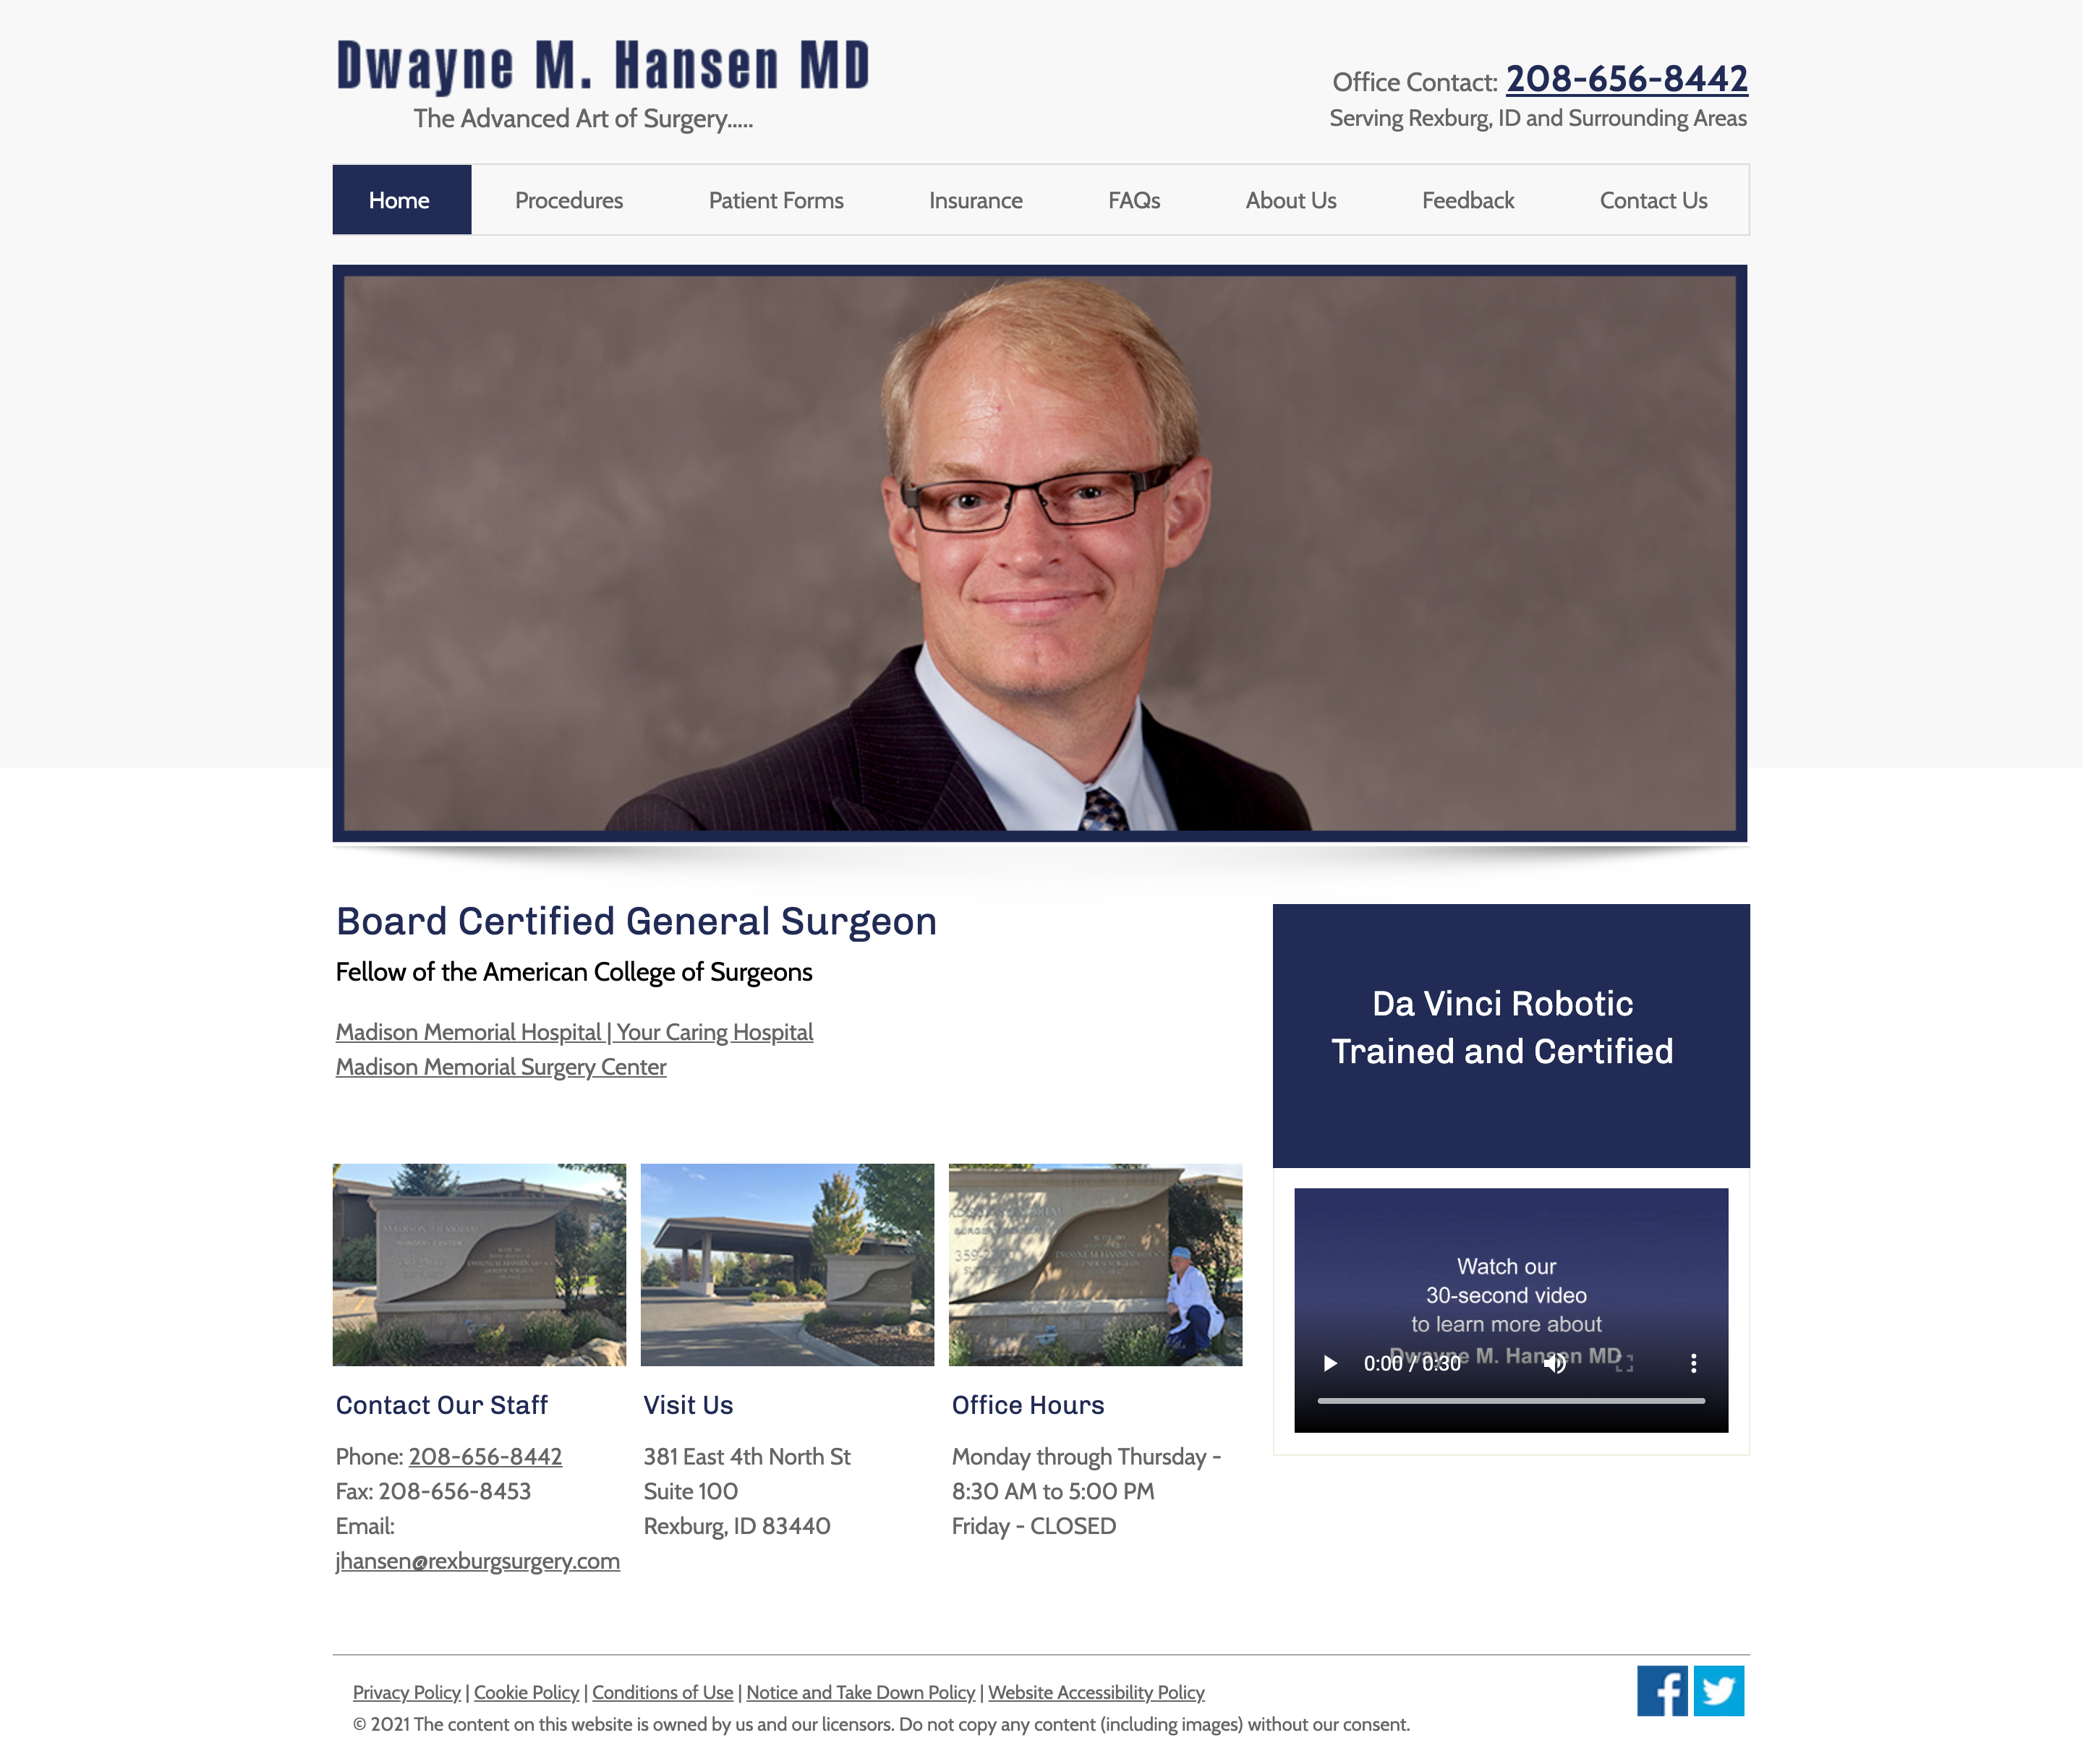 Dwayne M. Hansen MD
The Advanced Art of Surgery.....
Office Contact: 208-656-8442
Serving Rexburg, ID and Surrounding Areas
Home
Procedures
Patient Forms
Insurance
FAQs
About Us
Feedback
Contact Us
Board Certified General Surgeon
Fellow of the American College of Surgeons
Madison Memorial Hospital | Your Caring Hospital
Madison Memorial Surgery Center
Da Vinci Robotic
Trained and Certified
MADISON MEMORIAL
SURGERY CENTER
DWAYNE M. HANSEN
Watch our
30-second video
to learn more about
Dwayne M. Hansen MD
0:00 / 0:30
Contact Our Staff
Phone: 208-656-8442
Fax: 208-656-8453
Email:
jhansen@rexburgsurgery.com
Visit Us
381 East 4th North St
Suite 100
Rexburg, ID 83440
Office Hours
Monday through Thursday -
8:30 AM to 5:00 PM
Friday - CLOSED
Privacy Policy | Cookie Policy | Conditions of Use | Notice and Take Down Policy | Website Accessibility Policy
© 2021 The content on this website is owned by us and our licensors. Do not copy any content (including images) without our consent.